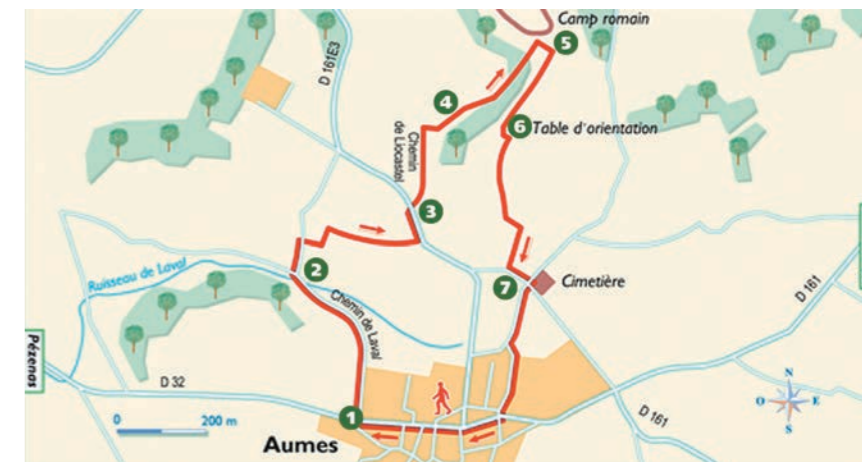 Camp romain
5
D 161E3
4
6
Table d'orientation
Chemin
de Liocastel
3
2
Ruisseau de Laval
7
Cimetière
Chemin de Laval
D 161
Pézenas
D 32
N
O
E
S
0
200 m
1
D 161
Aumes